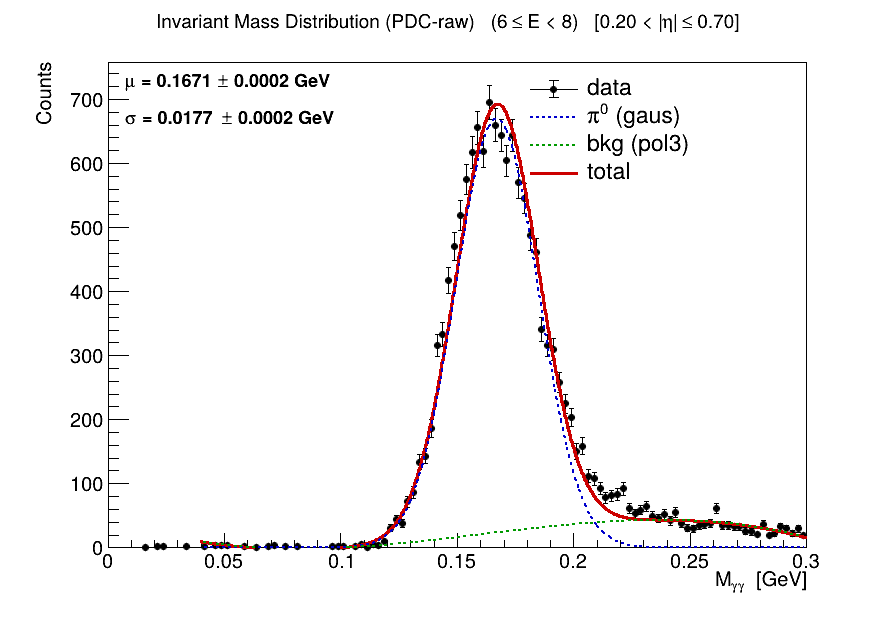 Invariant Mass Distribution (PDC-raw) (6 ≤ E < 8) [0.20 < |η| ≤ 0.70]
Counts
μ = 0.1671 ± 0.0002 GeV
σ = 0.0177 ± 0.0002 GeV
data
π⁰ (gaus)
bkg (pol3)
total
700
600
500
400
300
200
100
0
0 0.05 0.1 0.15 0.2 0.25 0.3
Mγγ [GeV]